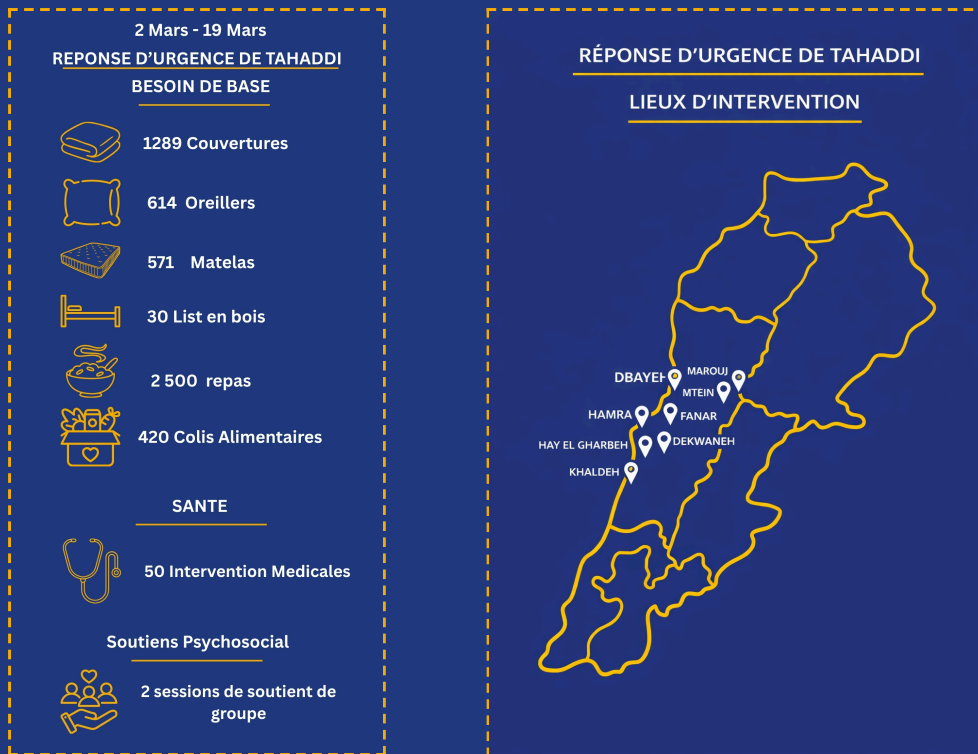 2 Mars - 19 Mars
REPONSE D'URGENCE DE TAHADDI
BESOIN DE BASE
1289 Couvertures
614 Oreillers
571 Matelas
30 List en bois
2 500 repas
420 Colis Alimentaires
SANTE
50 Intervention Medicales
Soutiens Psychosocial
2 sessions de soutient de
groupe
RÉPONSE D'URGENCE DE TAHADDI
LIEUX D'INTERVENTION
DBAYEH
MAROUJ
MTEIN
HAMRA
FANAR
HAY EL GHARBEH
DEKWANEH
KHALDEH